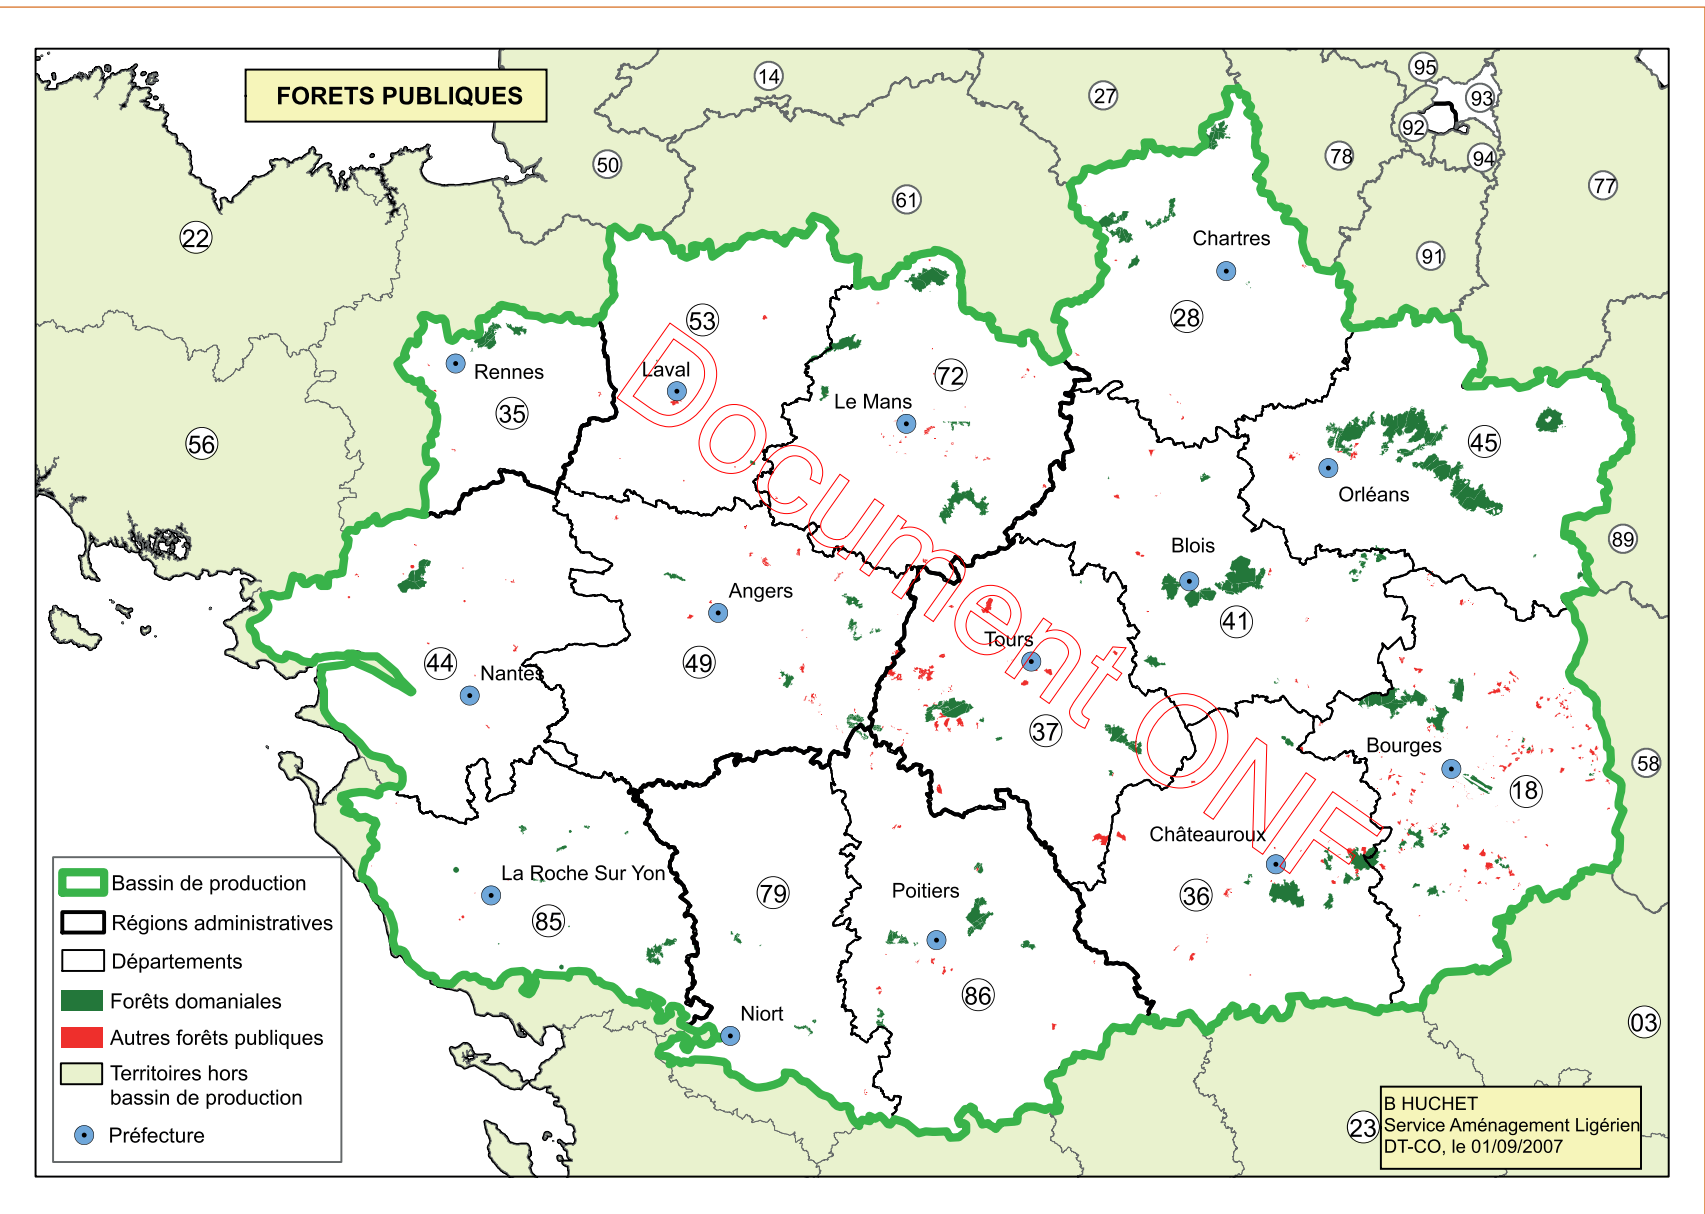 FORETS PUBLIQUES
14
27
95
93
92
94
78
50
61
77
22
91
Chartres
28
53
Laval
72
Rennes
35
Le Mans
56
45
Orléans
89
Blois
41
Angers
49
Tours
44
Nantes
37
Bourges
58
18
Châteauroux
36
La Roche Sur Yon
85
79
Poitiers
86
Niort
03
23
Document ONF
Bassin de production
Régions administratives
Départements
Forêts domaniales
Autres forêts publiques
Territoires hors
bassin de production
Préfecture
B HUCHET
Service Aménagement Ligérien
DT-CO, le 01/09/2007